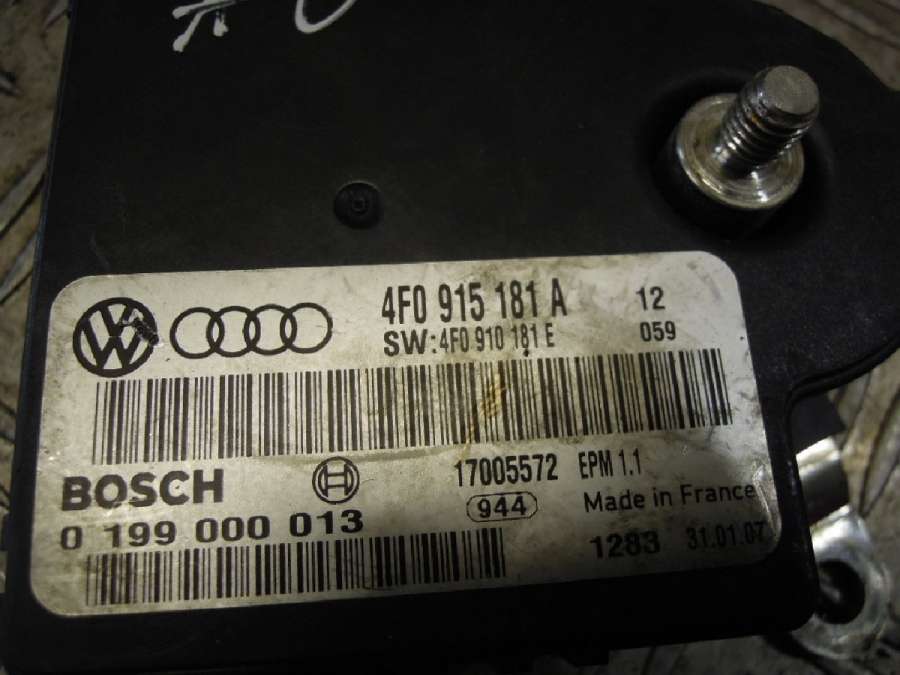 4F0 915 181 A 12
SW:4F0 910 181 E 059
BOSCH 17005572 EPM 1.1
944 Made in France
0 199 000 013
1283 31.01.07